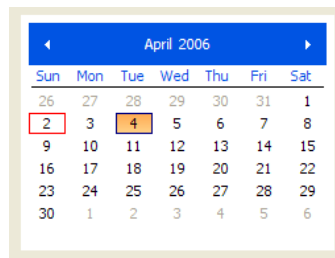 April 2006
Sun Mon Tue Wed Thu Fri Sat
26 27 28 29 30 31 1
2 3 4 5 6 7 8
9 10 11 12 13 14 15
16 17 18 19 20 21 22
23 24 25 26 27 28 29
30 1 2 3 4 5 6